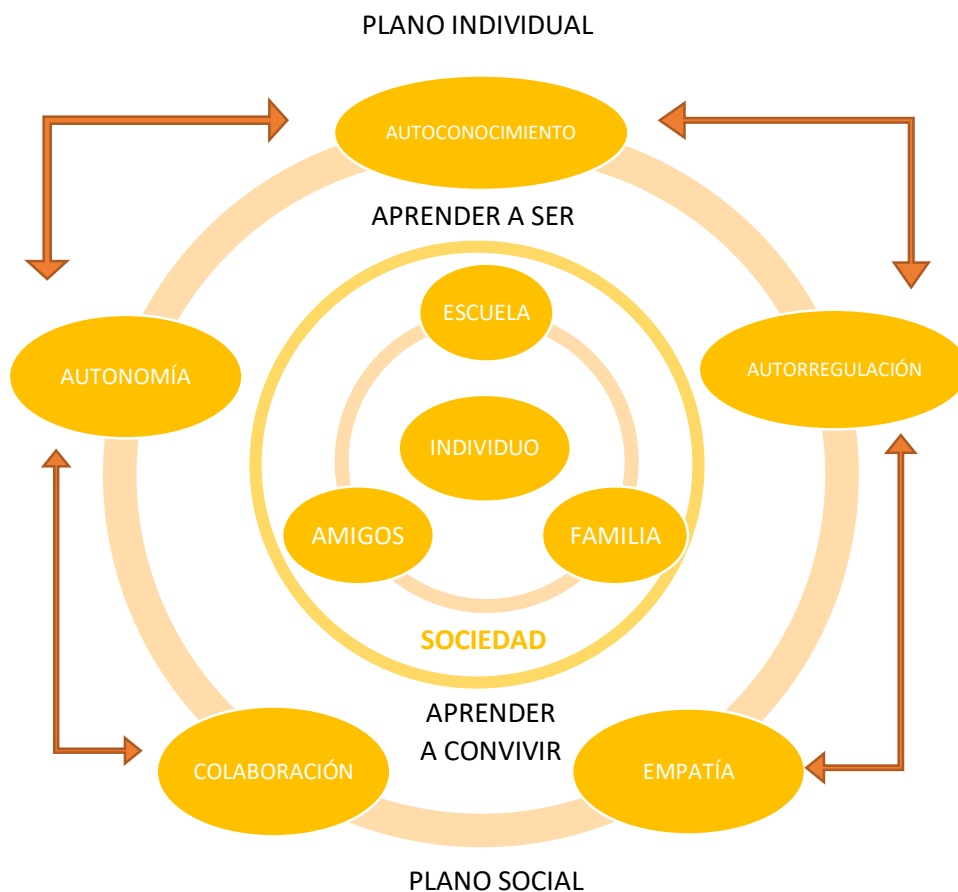 PLANO INDIVIDUAL
AUTOCONOCIMIENTO
APRENDER A SER
ESCUELA
AUTONOMÍA
AUTORREGULACIÓN
INDIVIDUO
AMIGOS
FAMILIA
SOCIEDAD
APRENDER
A CONVIVIR
COLABORACIÓN
EMPATÍA
PLANO SOCIAL